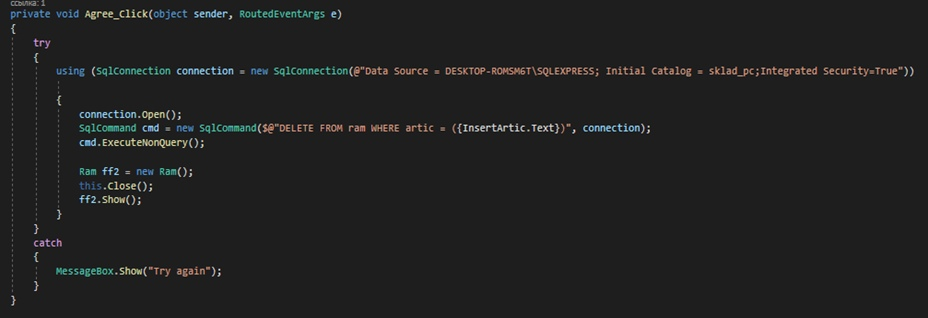 ссылка: 1
private void Agree_Click(object sender, RoutedEventArgs e)
{
try
{
using (SqlConnection connection = new SqlConnection(@"Data Source = DESKTOP-ROMSM6T\SQLEXPRESS; Initial Catalog = sklad_pc;Integrated Security=True"))
{
connection.Open();
SqlCommand cmd = new SqlCommand($@"DELETE FROM ram WHERE artic = ({InsertArtic.Text})", connection);
cmd.ExecuteNonQuery();
Ram ff2 = new Ram();
this.Close();
ff2.Show();
}
}
catch
{
MessageBox.Show("Try again");
}
}